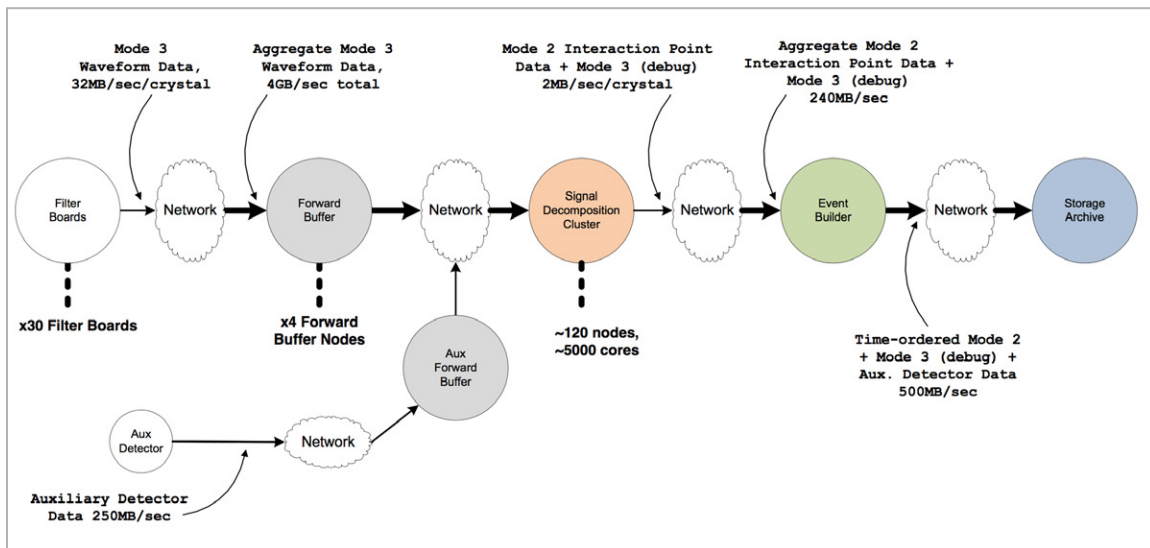 Mode 3
Waveform Data,
32MB/sec/crystal
Aggregate Mode 3
Waveform Data,
4GB/sec total
Mode 2 Interaction Point
Data + Mode 3 (debug)
2MB/sec/crystal
Aggregate Mode 2
Interaction Point Data +
Mode 3 (debug)
240MB/sec
Filter
Boards
Network
Forward
Buffer
Network
Signal
Decomposition
Cluster
Network
Event
Builder
Network
Storage
Archive
x30 Filter Boards
x4 Forward
Buffer Nodes
~120 nodes,
~5000 cores
Time-ordered Mode 2
+ Mode 3 (debug) +
Aux. Detector Data
500MB/sec
Aux
Forward
Buffer
Aux
Detector
Network
Auxiliary Detector
Data 250MB/sec